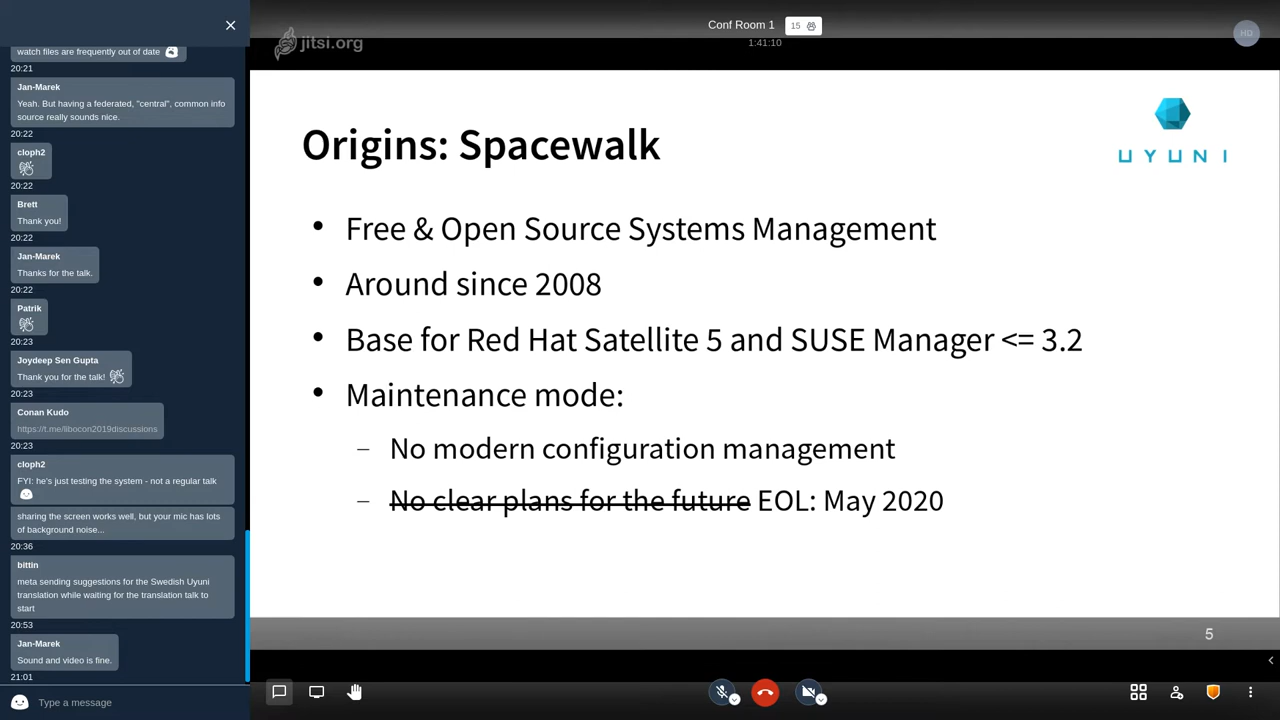 watch files are frequently out of date
20:21
Jan-Marek
Yeah. But having a federated, "central", common info
source really sounds nice.
20:22
cloph2
20:22
Brett
Thank you!
20:22
Jan-Marek
Thanks for the talk.
20:22
Patrik
20:23
Joydeep Sen Gupta
Thank you for the talk!
20:23
Conan Kudo
https://t.me/libocon2019discussions
20:23
cloph2
FYI: he's just testing the system - not a regular talk
sharing the screen works well, but your mic has lots
of background noise...
20:36
bittin
meta sending suggestions for the Swedish Uyuni
translation while waiting for the translation talk to
start
20:53
Jan-Marek
Sound and video is fine.
21:01
Type a message
Conf Room 1
15
1:41:10
HD
jitsi.org
UYUNI
Origins: Spacewalk
• Free & Open Source Systems Management
• Around since 2008
• Base for Red Hat Satellite 5 and SUSE Manager <= 3.2
• Maintenance mode:
– No modern configuration management
– No clear plans for the future EOL: May 2020
5